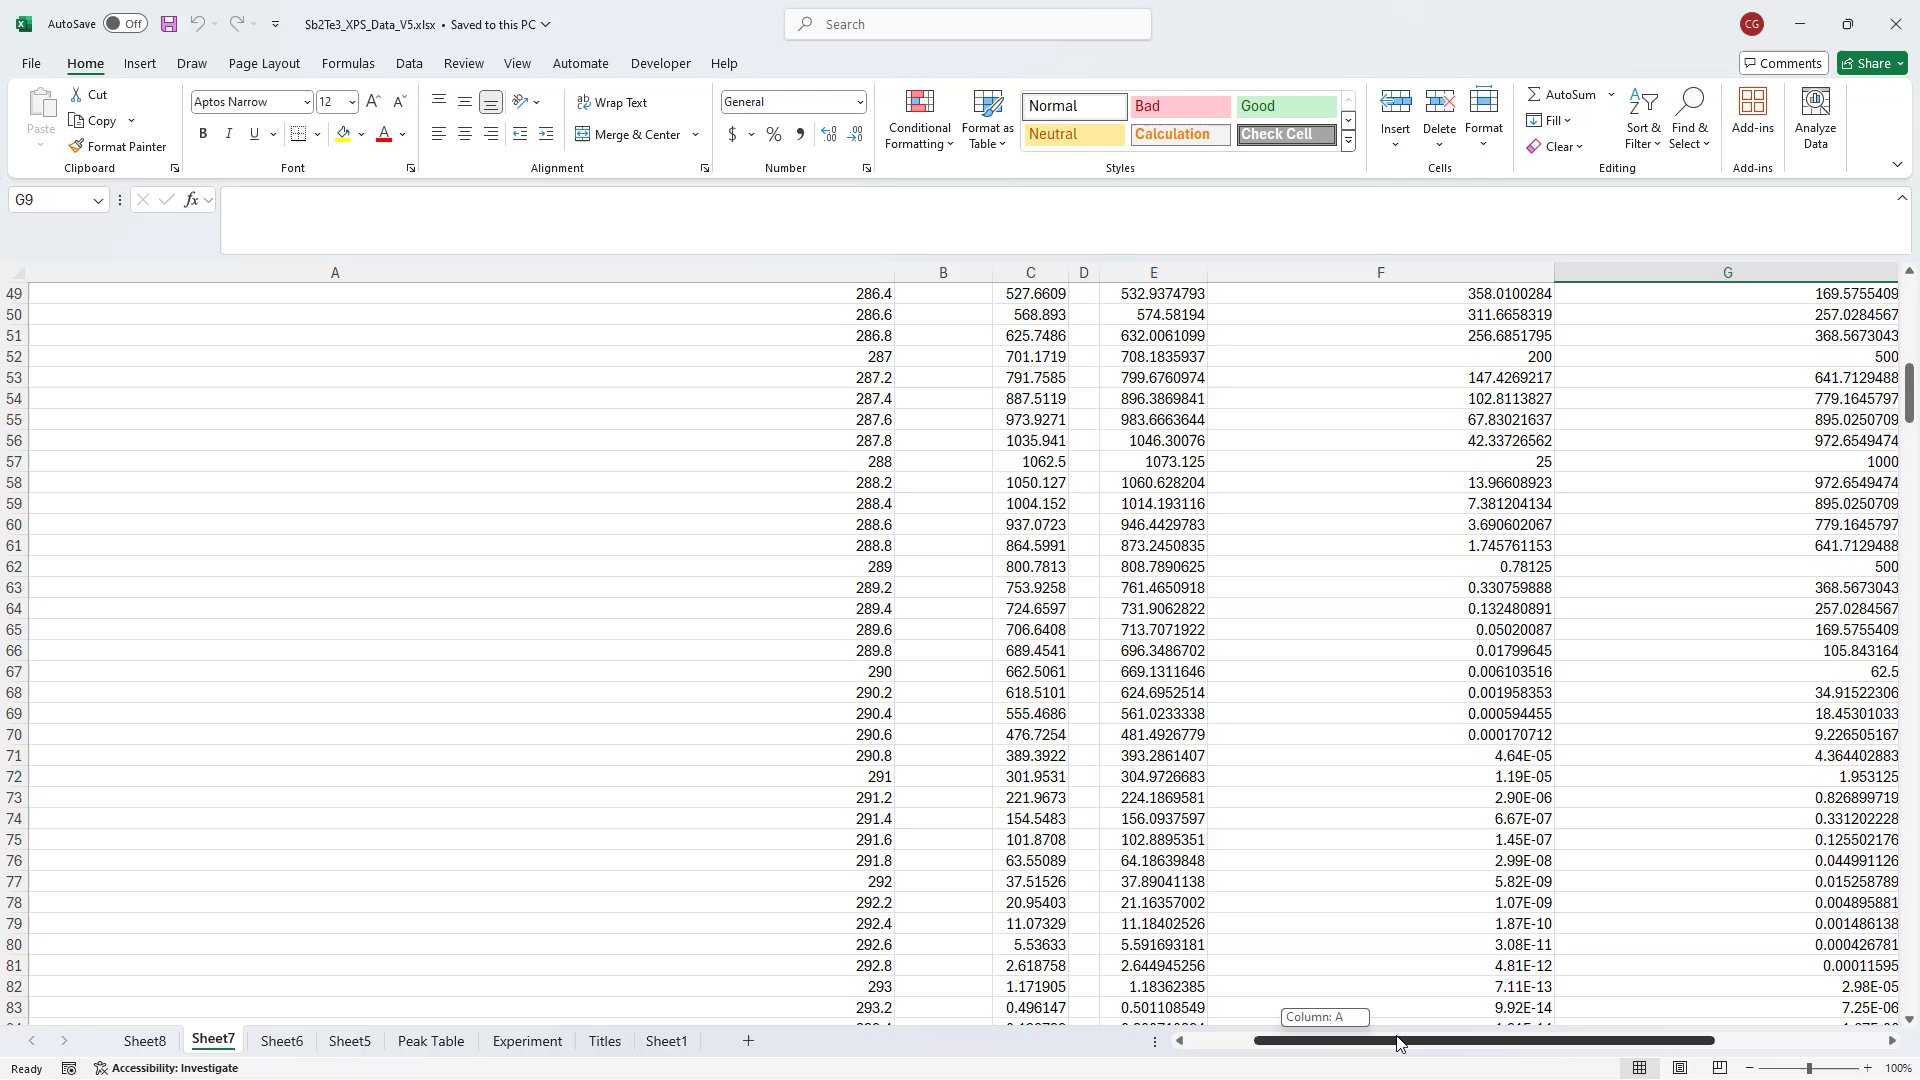 AutoSave Off Sb2Te3_XPS_Data_V5.xlsx • Saved to this PC Search CG
File Home Insert Draw Page Layout Formulas Data Review View Automate Developer Help Comments Share
Paste Cut Copy Format Painter Clipboard
Aptos Narrow 12 B I U Font
Wrap Text Merge & Center Alignment
General $ % Number
Conditional Formatting Format as Table Normal Bad Good Neutral Calculation Check Cell Styles
Insert Delete Format Cells
AutoSum Fill Clear Sort & Filter Find & Select Editing
Add-ins Add-ins
Analyze Data
G9 fx
A B C D E F G
49 286.4 527.6609 532.9374793 358.0100284 169.5755409
50 286.6 568.893 574.58194 311.6658319 257.0284567
51 286.8 625.7486 632.0061099 256.6851795 368.5673043
52 287 701.1719 708.1835937 200 500
53 287.2 791.7585 799.6760974 147.4269217 641.7129488
54 287.4 887.5119 896.3869841 102.8113827 779.1645797
55 287.6 973.9271 983.6663644 67.83021637 895.0250709
56 287.8 1035.941 1046.30076 42.33726562 972.6549474
57 288 1062.5 1073.125 25 1000
58 288.2 1050.127 1060.628204 13.96608923 972.6549474
59 288.4 1004.152 1014.193116 7.381204134 895.0250709
60 288.6 937.0723 946.4429783 3.690602067 779.1645797
61 288.8 864.5991 873.2450835 1.745761153 641.7129488
62 289 800.7813 808.7890625 0.78125 500
63 289.2 753.9258 761.4650918 0.330759888 368.5673043
64 289.4 724.6597 731.9062822 0.132480891 257.0284567
65 289.6 706.6408 713.7071922 0.05020087 169.5755409
66 289.8 689.4541 696.3486702 0.01799645 105.843164
67 290 662.5061 669.1311646 0.006103516 62.5
68 290.2 618.5101 624.6952514 0.001958353 34.91522306
69 290.4 555.4686 561.0233338 0.000594455 18.45301033
70 290.6 476.7254 481.4926779 0.000170712 9.226505167
71 290.8 389.3922 393.2861407 4.64E-05 4.364402883
72 291 301.9531 304.9726683 1.19E-05 1.953125
73 291.2 221.9673 224.1869581 2.90E-06 0.826899719
74 291.4 154.5483 156.0937597 6.67E-07 0.331202228
75 291.6 101.8708 102.8895351 1.45E-07 0.125502176
76 291.8 63.55089 64.18639848 2.99E-08 0.044991126
77 292 37.51526 37.89041138 5.82E-09 0.015258789
78 292.2 20.95403 21.16357002 1.07E-09 0.004895881
79 292.4 11.07329 11.18402526 1.87E-10 0.001486138
80 292.6 5.53633 5.591693181 3.08E-11 0.000426781
81 292.8 2.618758 2.644945256 4.81E-12 0.00011595
82 293 1.171905 1.18362385 7.11E-13 2.98E-05
83 293.2 0.496147 0.501108549 9.92E-14 7.25E-06
Column: A
Sheet8 Sheet7 Sheet6 Sheet5 Peak Table Experiment Titles Sheet1
Ready Accessibility: Investigate 100%